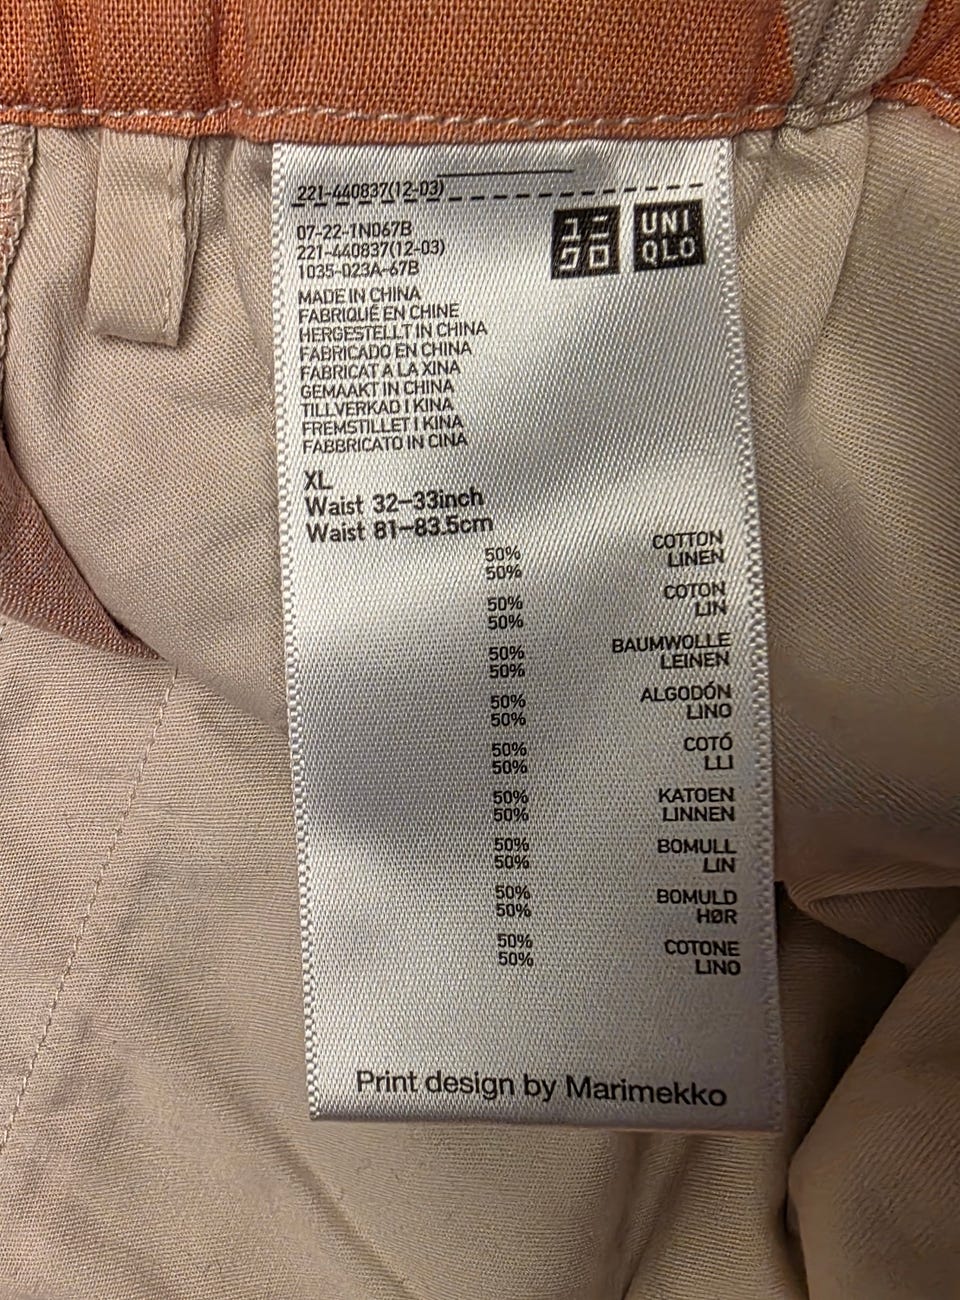 221-440837(12-03)
07-22-1N067B
221-440837(12-03)
1035-023A-67B
ユニ
クロ
UNI
QLO
MADE IN CHINA
FABRIQUÉ EN CHINE
HERGESTELLT IN CHINA
FABRICADO EN CHINA
FABRICAT A LA XINA
GEMAAKT IN CHINA
TILLVERKAD I KINA
FREMSTILLET I KINA
FABBRICATO IN CINA
XL
Waist 32-33inch
Waist 81-83.5cm
50% COTTON
50% LINEN
50% COTON
50% LIN
50% BAUMWOLLE
50% LEINEN
50% ALGODÓN
50% LINO
50% COTÓ
50% LLI
50% KATOEN
50% LINNEN
50% BOMULL
50% LIN
50% BOMULD
50% HØR
50% COTONE
50% LINO
Print design by Marimekko